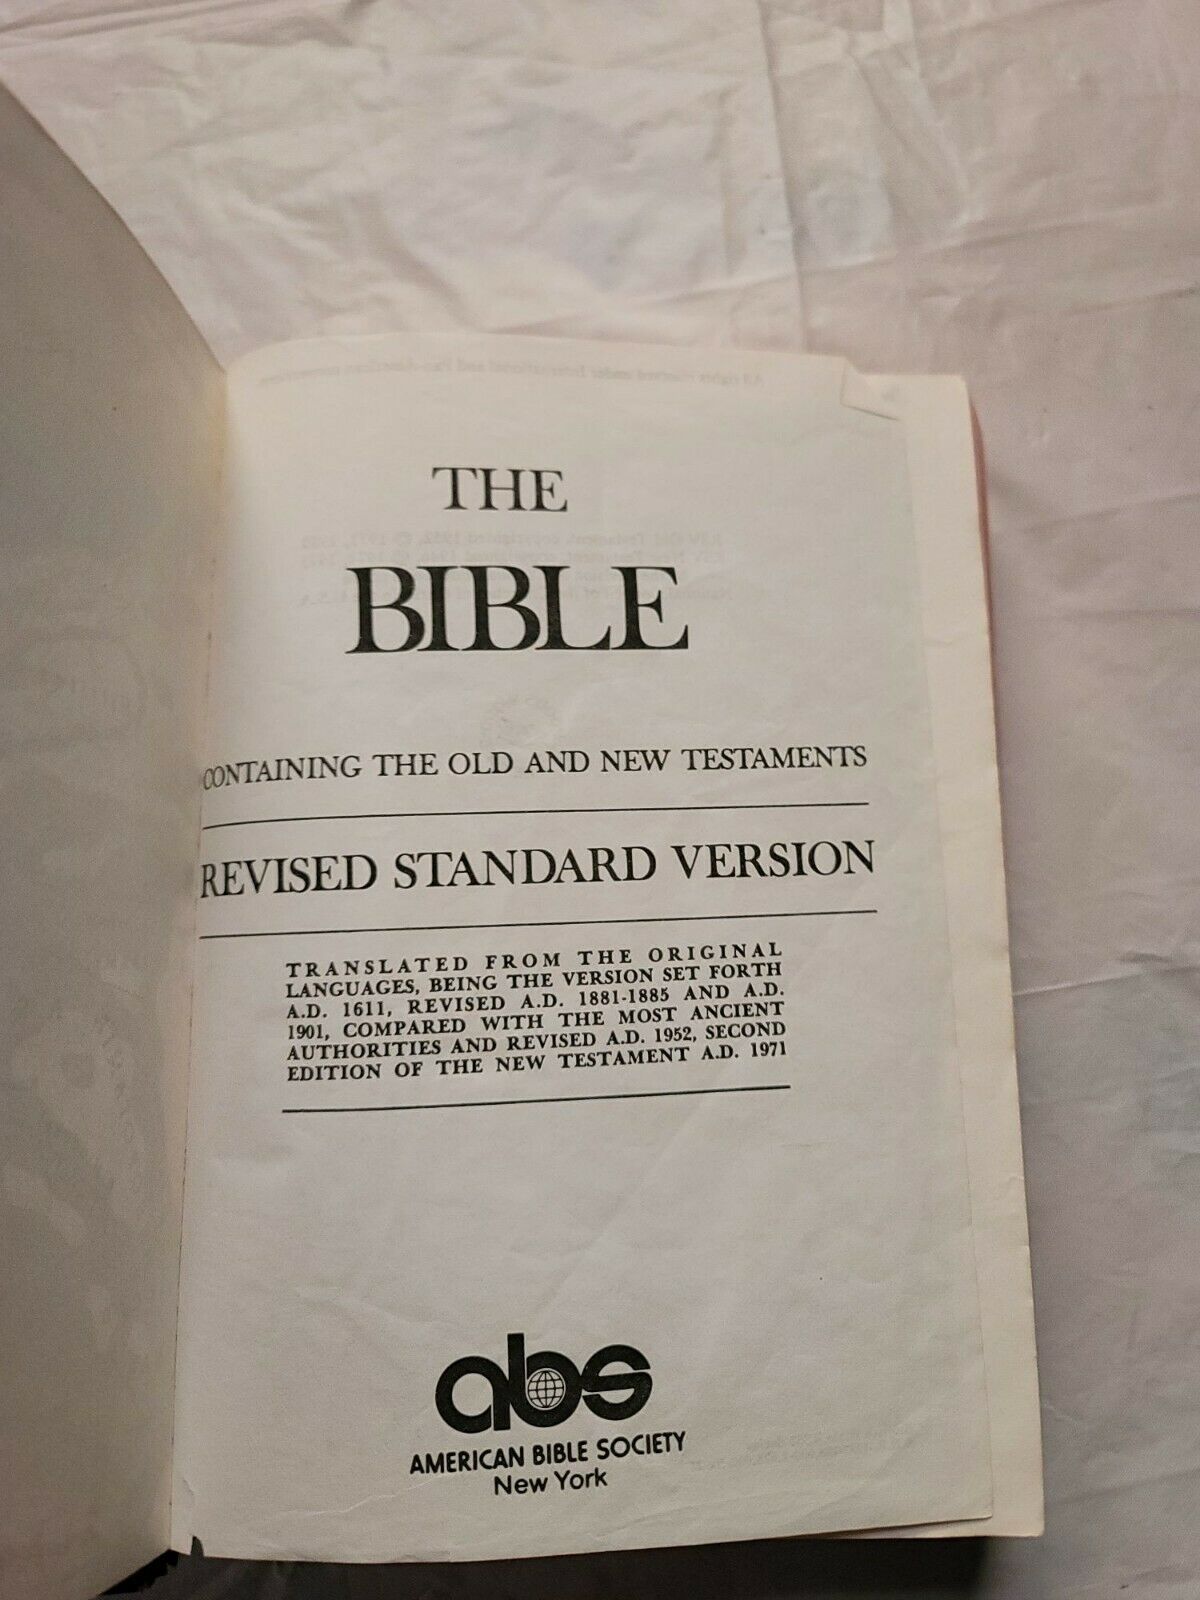 THE
BIBLE
CONTAINING THE OLD AND NEW TESTAMENTS
REVISED STANDARD VERSION
TRANSLATED FROM THE ORIGINAL
LANGUAGES, BEING THE VERSION SET FORTH
A.D. 1611, REVISED A.D. 1881-1885 AND A.D.
1901, COMPARED WITH THE MOST ANCIENT
AUTHORITIES AND REVISED A.D. 1952, SECOND
EDITION OF THE NEW TESTAMENT A.D. 1971
abs
AMERICAN BIBLE SOCIETY
New York